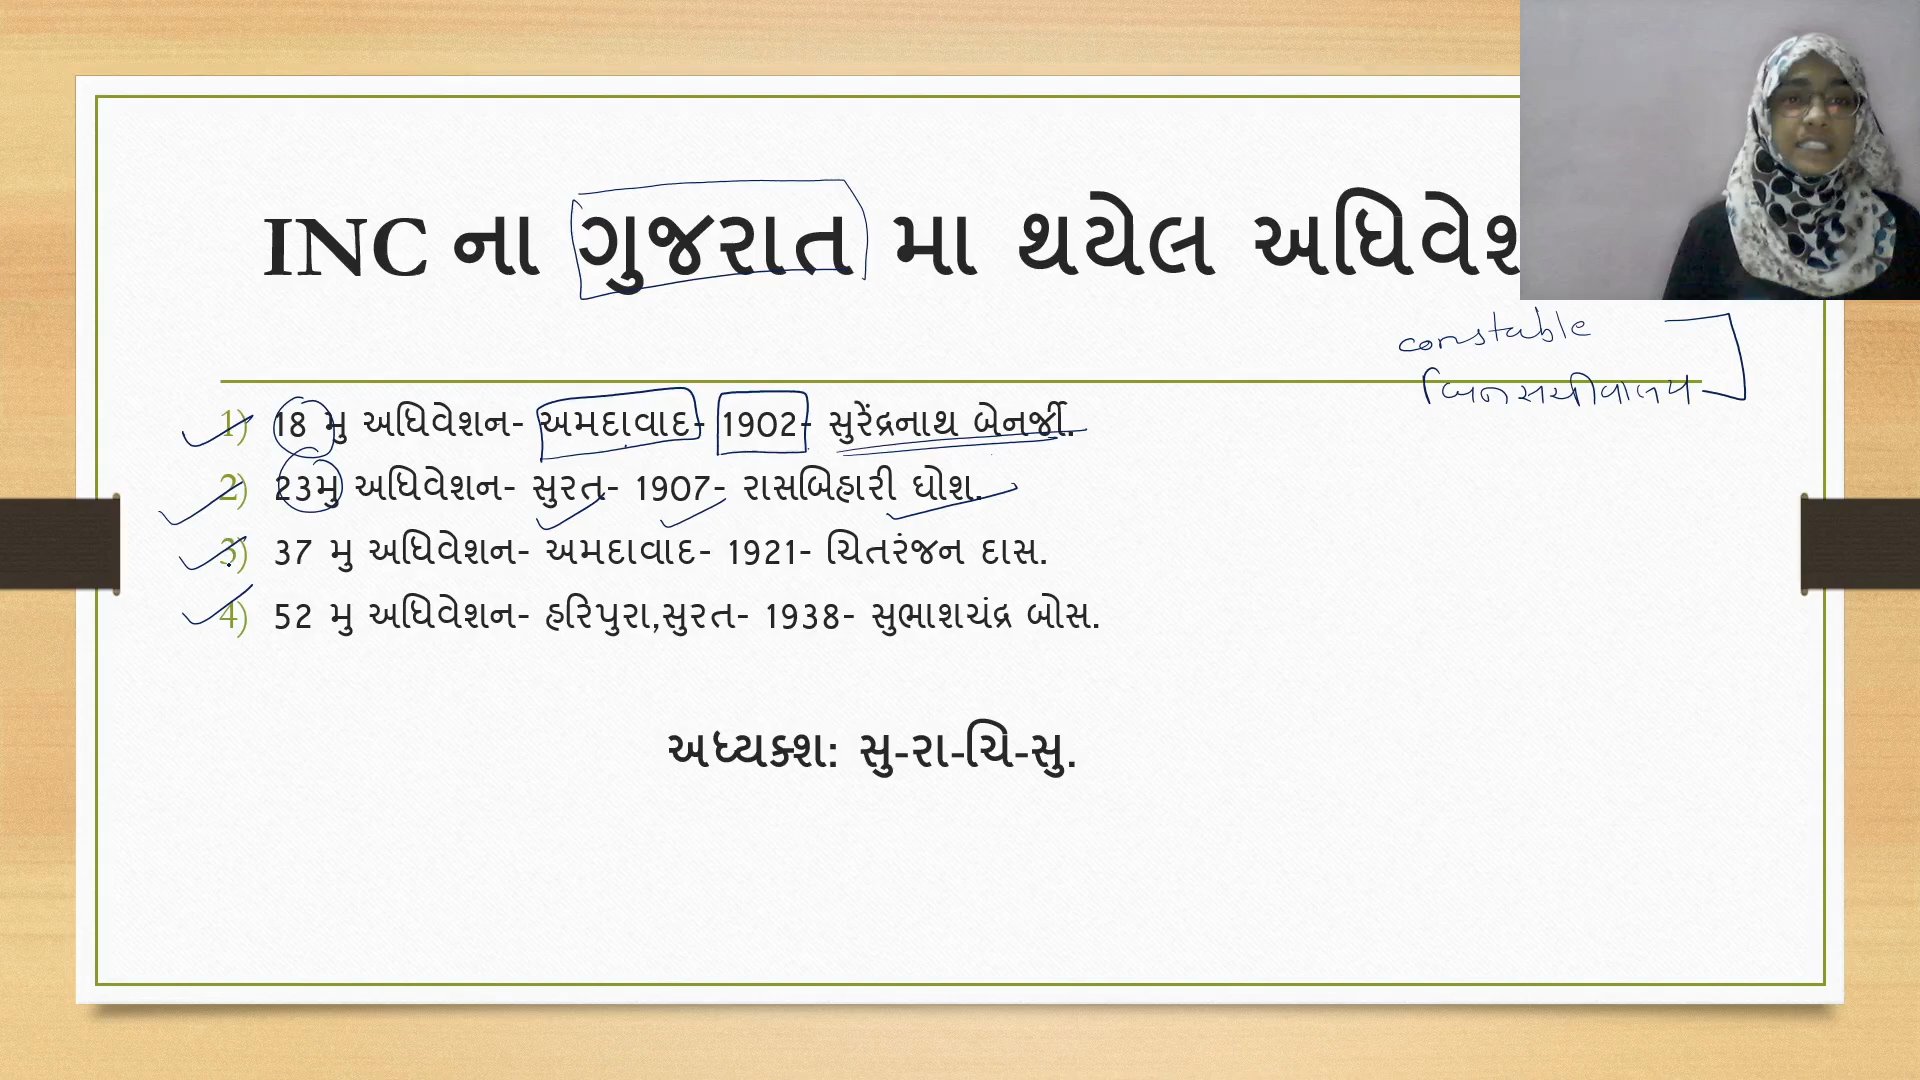 INC ના ગુજરાત મા થયેલ અધિવેશ
constable
બિનસચીવાલય
1) 18 મુ અધિવેશન- અમદાવાદ- 1902- સુરેંદ્રનાથ બેનર્જી.
2) 23મુ અધિવેશન- સુરત- 1907- રાસબિહારી ઘોશ.
3) 37 મુ અધિવેશન- અમદાવાદ- 1921- ચિતરંજન દાસ.
4) 52 મુ અધિવેશન- હરિપુરા,સુરત- 1938- સુભાશચંદ્ર બોસ.
અધ્યક્શ: સુ-રા-ચિ-સુ.